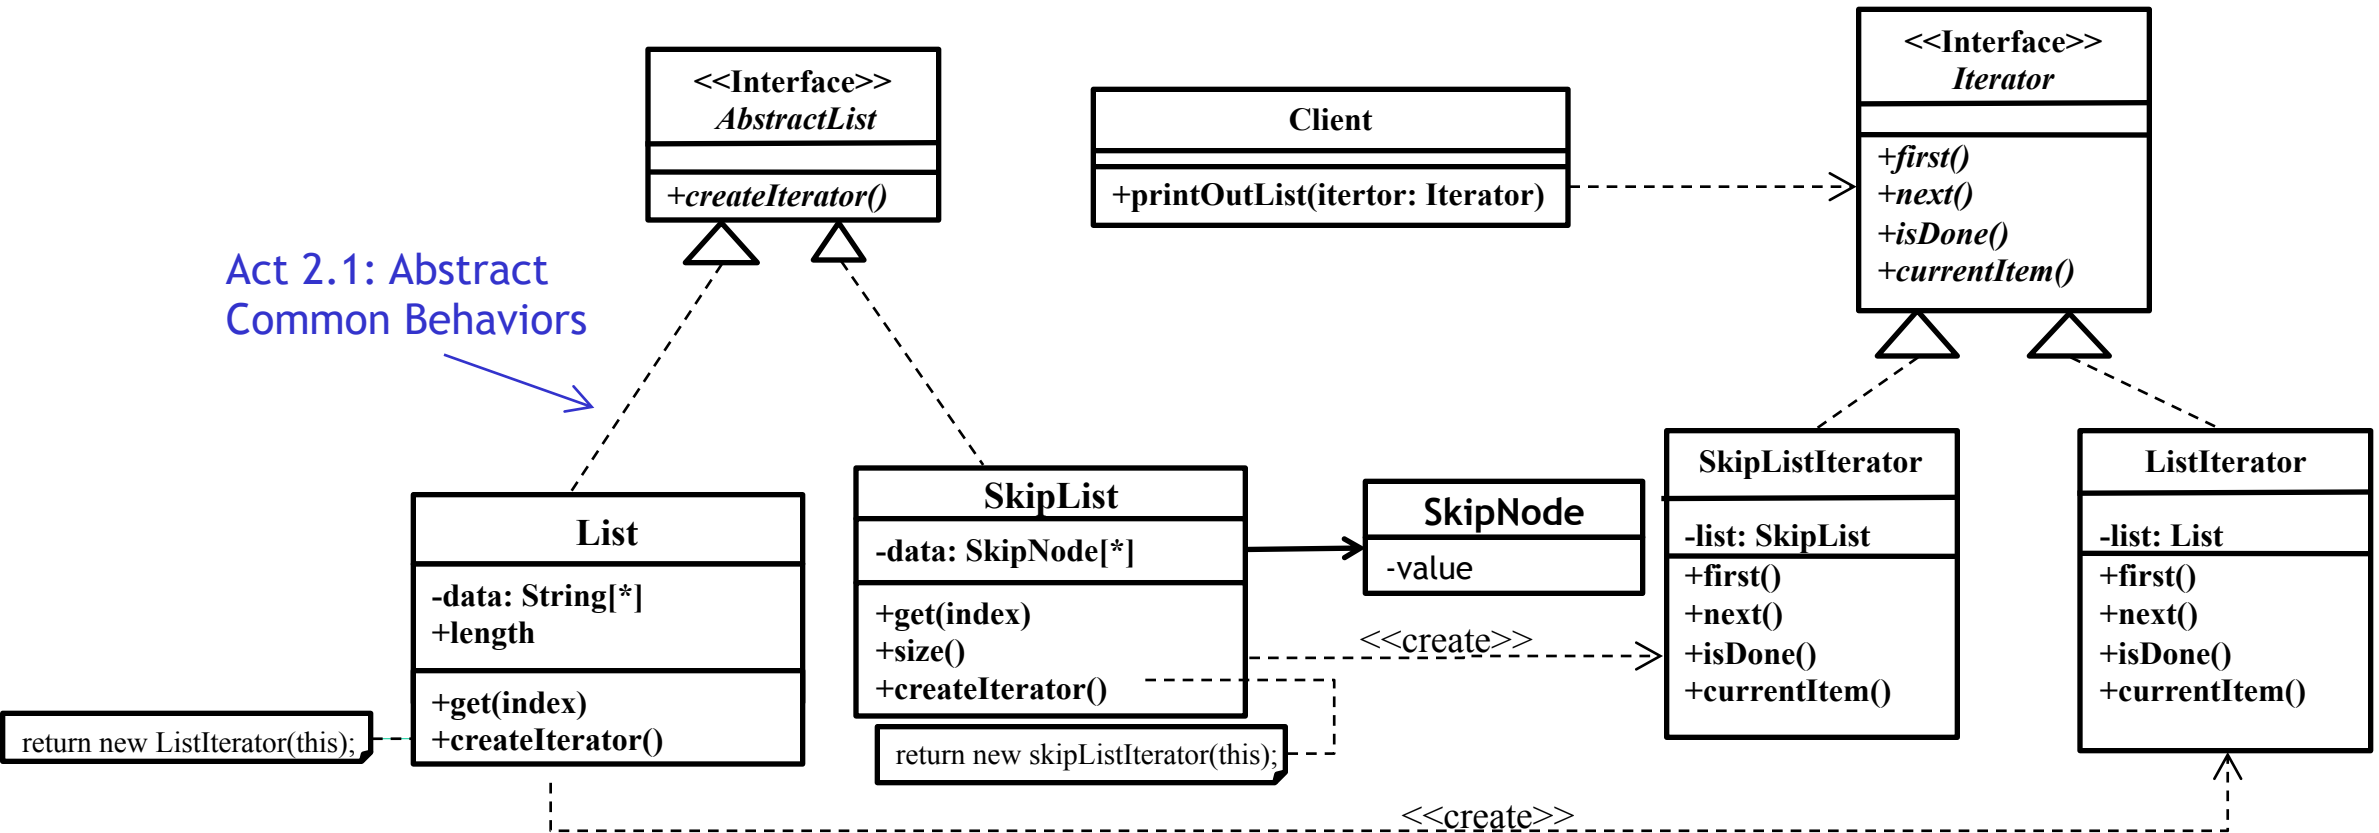 <<Interface>>
AbstractList
+createIterator()
Client
+printOutList(itertor: Iterator)
<<Interface>>
Iterator
+first()
+next()
+isDone()
+currentItem()
Act 2.1: Abstract
Common Behaviors
List
-data: String[*]
+length
+get(index)
+createIterator()
return new ListIterator(this);
SkipList
-data: SkipNode[*]
+get(index)
+size()
+createIterator()
return new skipListIterator(this);
SkipNode
-value
<<create>>
SkipListIterator
-list: SkipList
+first()
+next()
+isDone()
+currentItem()
ListIterator
-list: List
+first()
+next()
+isDone()
+currentItem()
<<create>>